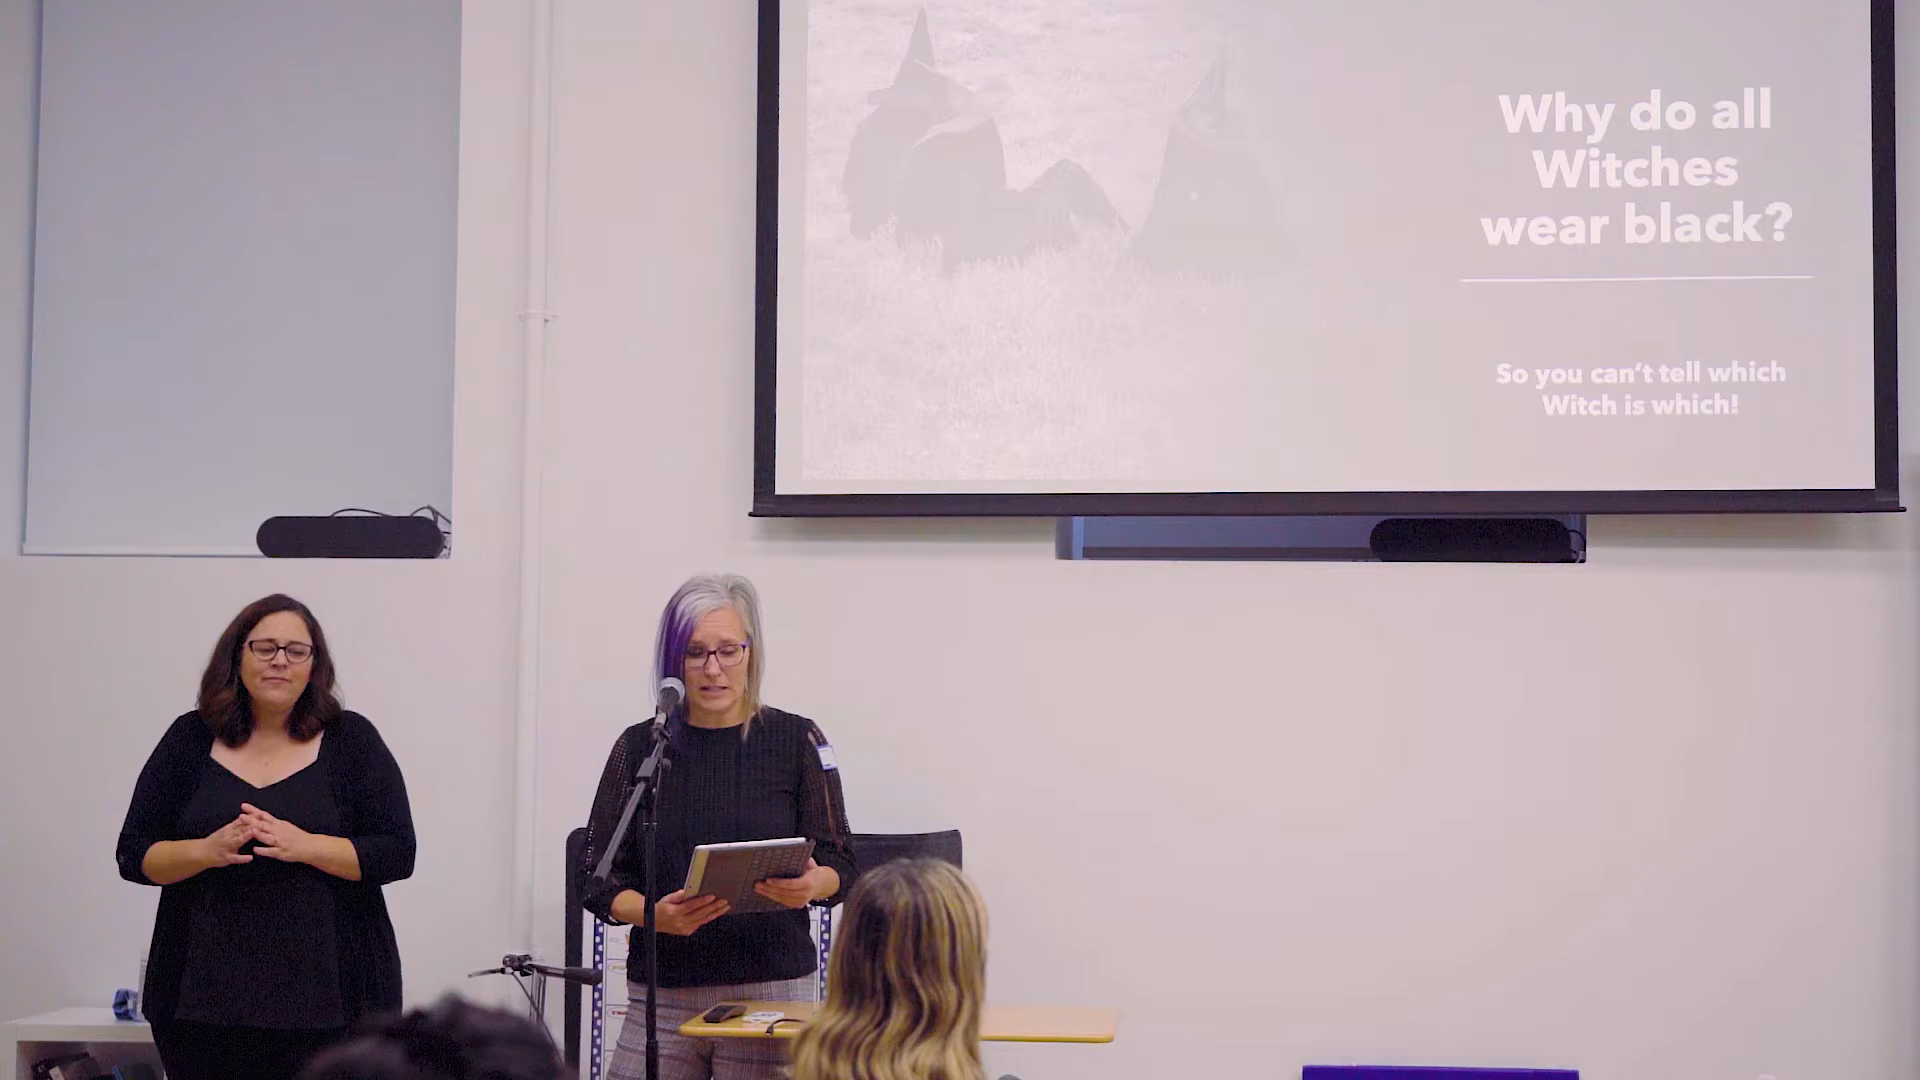 Why do all
Witches
wear black?
So you can't tell which
Witch is which!